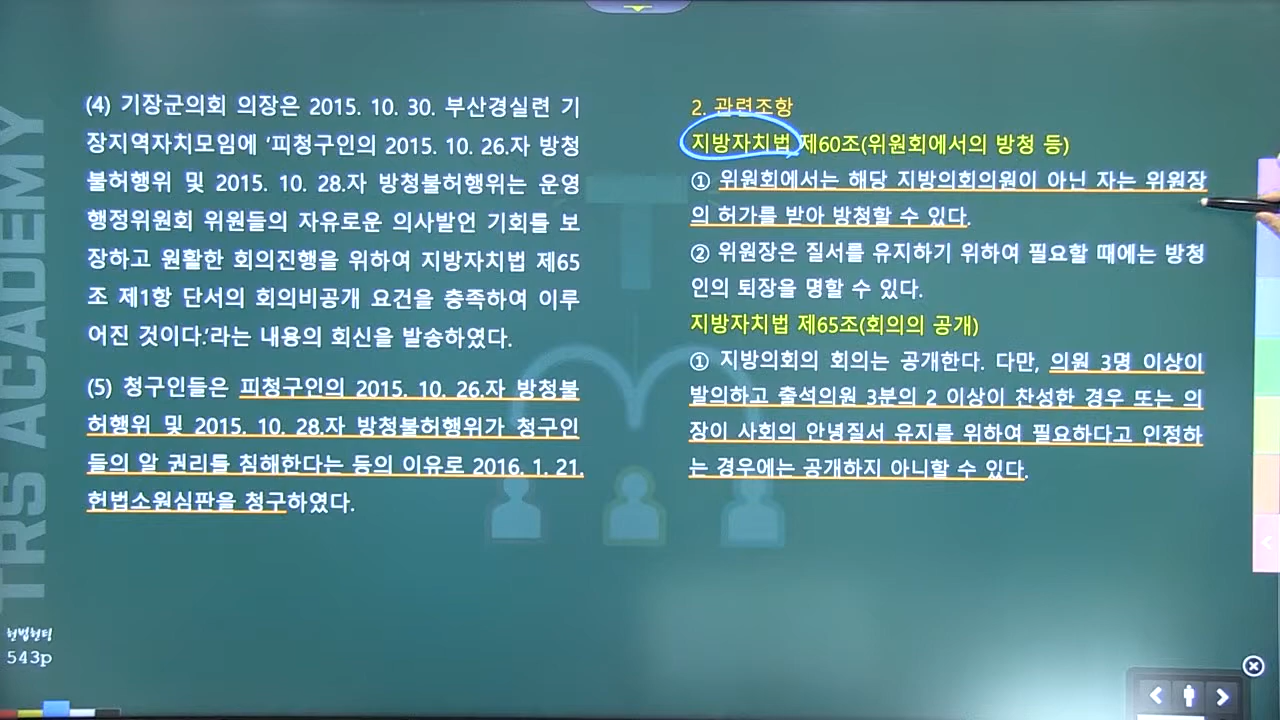 (4) 기장군의회 의장은 2015. 10. 30. 부산경실련 기
장지역자치모임에 '피청구인의 2015. 10. 26.자 방청
불허행위 및 2015. 10. 28.자 방청불허행위는 운영
행정위원회 위원들의 자유로운 의사발언 기회를 보
장하고 원활한 회의진행을 위하여 지방자치법 제65
조 제1항 단서의 회의비공개 요건을 충족하여 이루
어진 것이다.'라는 내용의 회신을 발송하였다.
(5) 청구인들은 피청구인의 2015. 10. 26.자 방청불
허행위 및 2015. 10. 28.자 방청불허행위가 청구인
들의 알 권리를 침해한다는 등의 이유로 2016. 1. 21.
헌법소원심판을 청구하였다.
2. 관련조항
지방자치법 제60조(위원회에서의 방청 등)
① 위원회에서는 해당 지방의회의원이 아닌 자는 위원장
의 허가를 받아 방청할 수 있다.
② 위원장은 질서를 유지하기 위하여 필요할 때에는 방청
인의 퇴장을 명할 수 있다.
지방자치법 제65조(회의의 공개)
① 지방의회의 회의는 공개한다. 다만, 의원 3명 이상이
발의하고 출석의원 3분의 2 이상이 찬성한 경우 또는 의
장이 사회의 안녕질서 유지를 위하여 필요하다고 인정하
는 경우에는 공개하지 아니할 수 있다.
TRS ACADEMY
헌법헌팅
543p